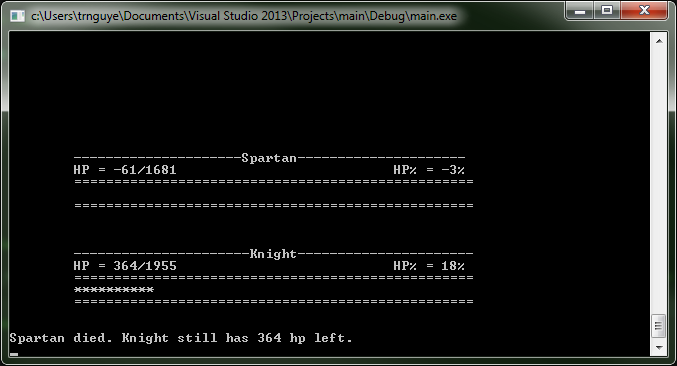 c:\Users\trnguye\Documents\Visual Studio 2013\Projects\main\Debug\main.exe
---------------------Spartan---------------------
HP = -61/1681                           HP% = -3%
==================================================
==================================================
----------------------Knight----------------------
HP = 364/1955                           HP% = 18%
==================================================
**********
==================================================
Spartan died. Knight still has 364 hp left.